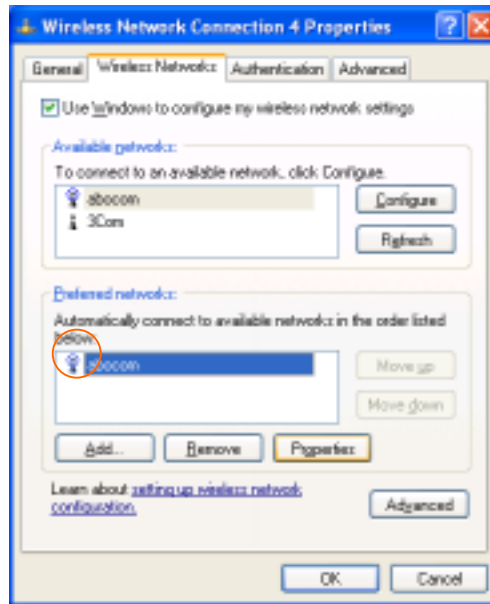 Wireless Network Connection 4 Properties
General Wireless Networks Authentication Advanced
Use Windows to configure my wireless network settings
Available networks:
To connect to an available network, click Configure.
abocom
3Com
Configure
Refresh
Preferred networks:
Automatically connect to available networks in the order listed
below:
abocom
Move up
Move down
Add... Remove Properties
Learn about setting up wireless network
configuration.
Advanced
OK Cancel